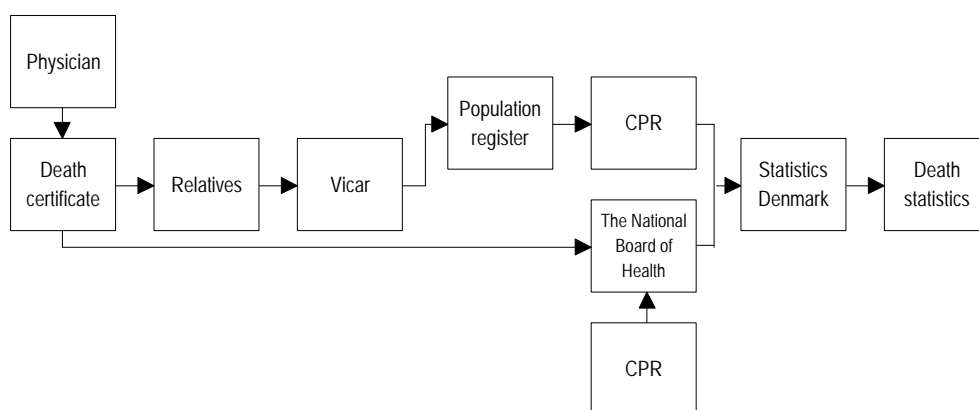 Physician
Death
certificate
Relatives
Vicar
Population
register
CPR
The National
Board of
Health
CPR
Statistics
Denmark
Death
statistics